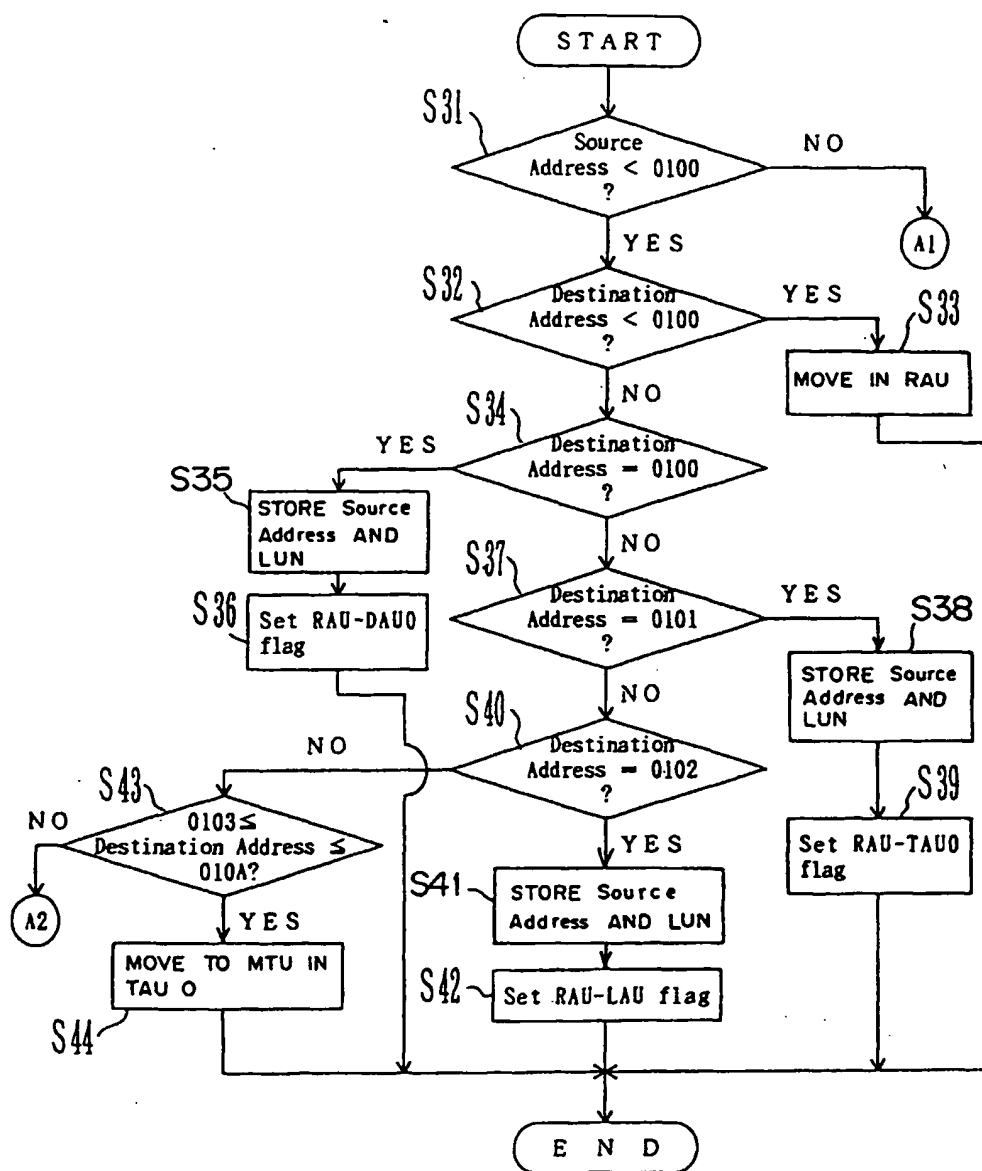 START
S31
Source
Address < 0100
?
NO
A1
YES
S32
Destination
Address < 0100
?
YES
S33
MOVE IN RAU
NO
S34
Destination
Address = 0100
?
YES
S35
STORE Source
Address AND
LUN
S36
Set RAU-DAU0
flag
NO
S37
Destination
Address = 0101
?
YES
S38
STORE Source
Address AND
LUN
S39
Set RAU-TAU0
flag
NO
S40
Destination
Address = 0102
?
NO
S43
0103≤
Destination Address ≤
010A?
NO
A2
YES
MOVE TO MTU IN
TAU 0
S44
YES
S41
STORE Source
Address AND LUN
S42
Set RAU-LAU flag
END